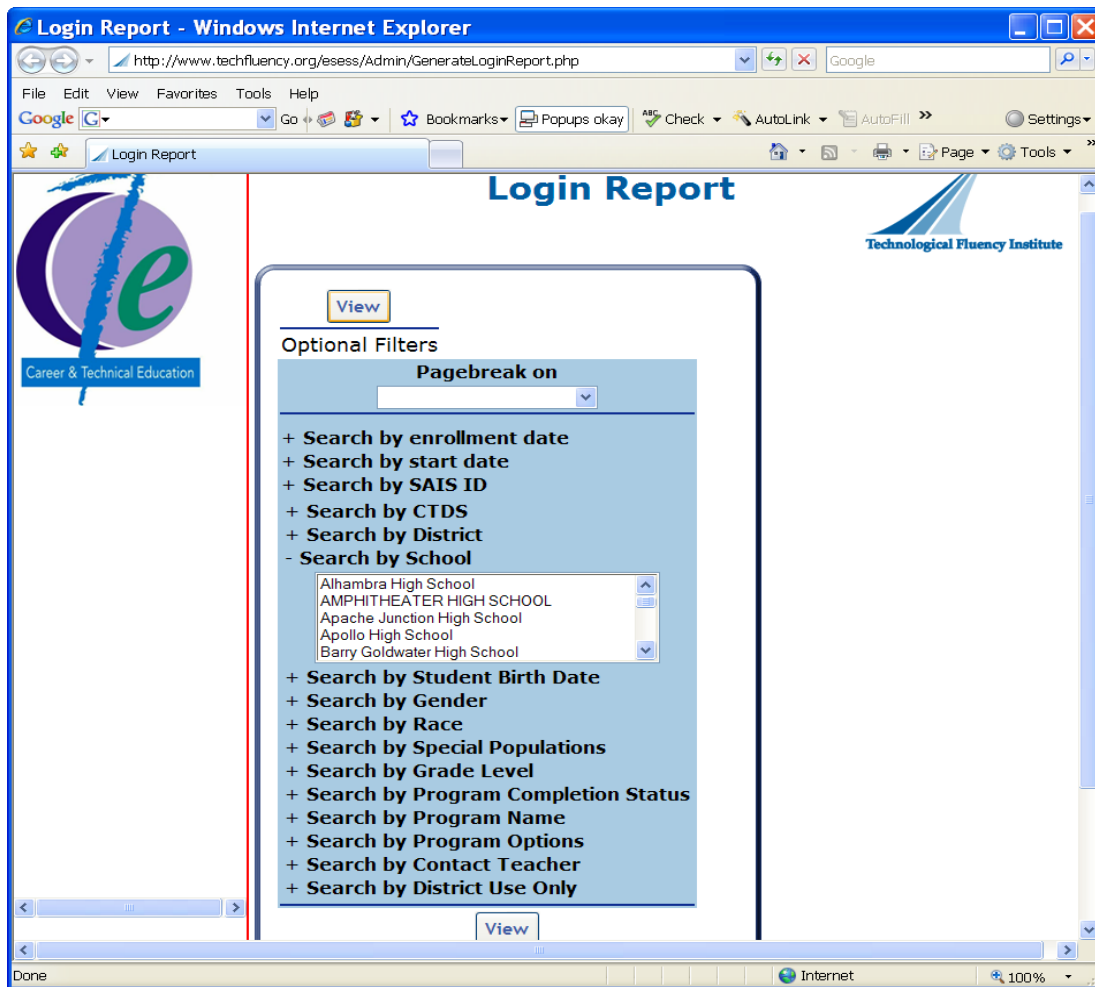 Login Report - Windows Internet Explorer
http://www.techfluency.org/esess/Admin/GenerateLoginReport.php
Google
File Edit View Favorites Tools Help
Google G Go Bookmarks Popups okay ABC Check AutoLink AutoFill >> Settings
Login Report
Page Tools >>
Login Report
Cte
Career & Technical Education
Technological Fluency Institute
View
Optional Filters
Pagebreak on
+ Search by enrollment date
+ Search by start date
+ Search by SAIS ID
+ Search by CTDS
+ Search by District
- Search by School
Alhambra High School
AMPHITHEATER HIGH SCHOOL
Apache Junction High School
Apollo High School
Barry Goldwater High School
+ Search by Student Birth Date
+ Search by Gender
+ Search by Race
+ Search by Special Populations
+ Search by Grade Level
+ Search by Program Completion Status
+ Search by Program Name
+ Search by Program Options
+ Search by Contact Teacher
+ Search by District Use Only
View
Done Internet 100%